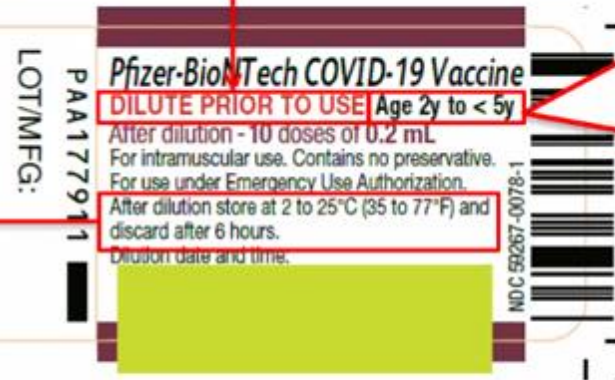 Pfizer-BioNTech COVID-19 Vaccine
DILUTE PRIOR TO USE Age 2y to < 5y
After dilution - 10 doses of 0.2 mL
For intramuscular use. Contains no preservative.
For use under Emergency Use Authorization.
After dilution store at 2 to 25°C (35 to 77°F) and
discard after 6 hours.
Dilution date and time:
LOT/MFG:
PAA177911
NDC 59267-0078-1